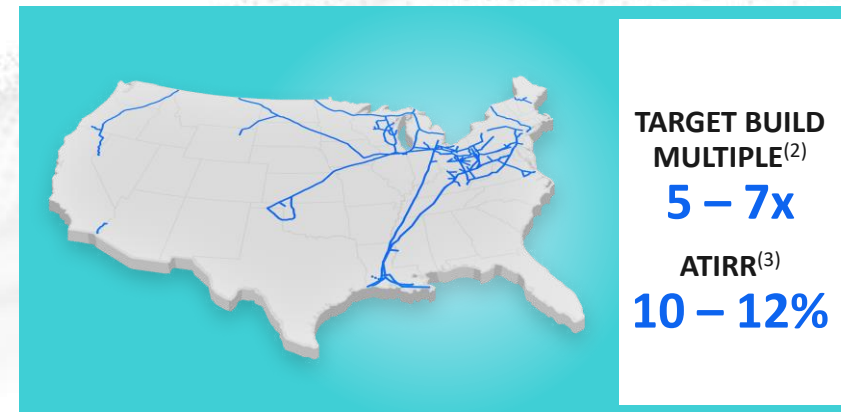 TARGET BUILD
MULTIPLE(2)
5 – 7x
ATIRR(3)
10 – 12%